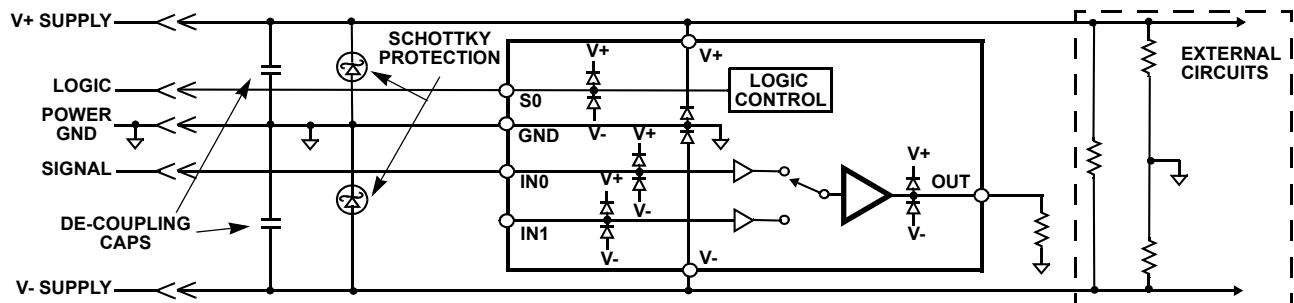 V+ SUPPLY
LOGIC
POWER
GND
SIGNAL
DE-COUPLING
CAPS
V- SUPPLY
SCHOTTKY
PROTECTION
V+
S0
V-
GND
V+
IN0
V-
V+
IN1
V-
V+
LOGIC
CONTROL
V+
OUT
V-
V-
EXTERNAL
CIRCUITS